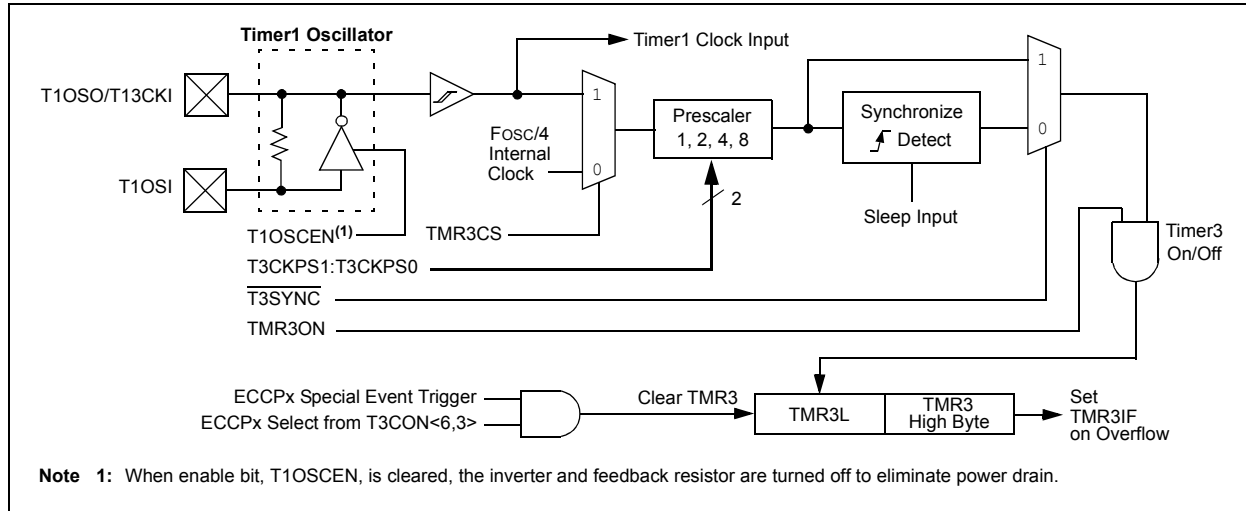 Timer1 Oscillator
Timer1 Clock Input
T1OSO/T13CKI
1
FOSC/4
Internal
Clock
0
Prescaler
1, 2, 4, 8
Synchronize
Detect
1
0
T1OSI
2
Sleep Input
T1OSCEN(1)
TMR3CS
Timer3
On/Off
T3CKPS1:T3CKPS0
T3SYNC
TMR3ON
ECCPx Special Event Trigger
ECCPx Select from T3CON<6,3>
Clear TMR3
TMR3L
TMR3
High Byte
Set
TMR3IF
on Overflow
Note 1: When enable bit, T1OSCEN, is cleared, the inverter and feedback resistor are turned off to eliminate power drain.